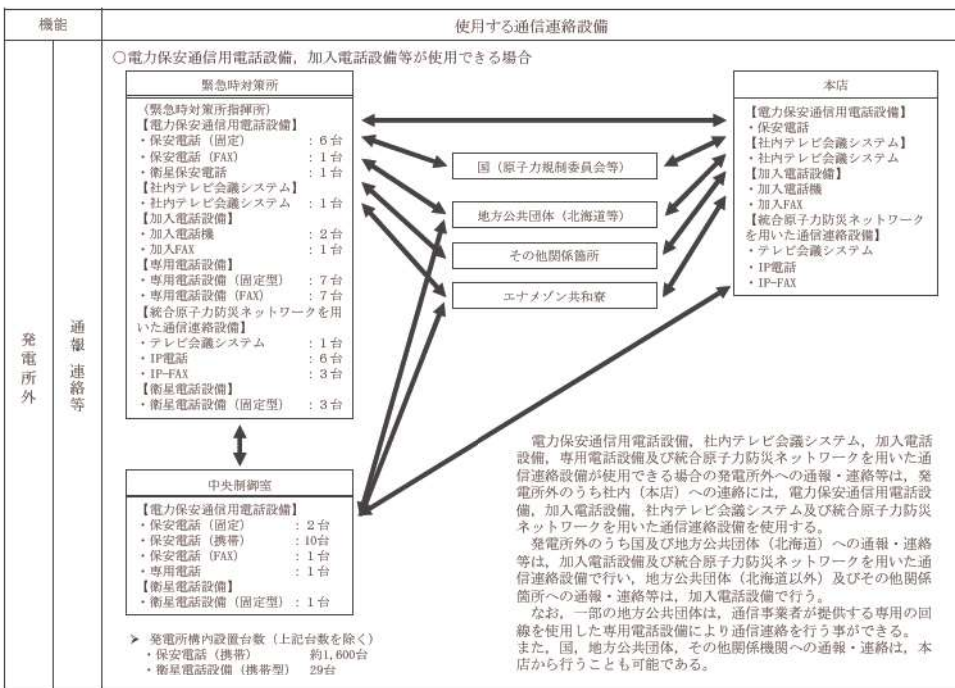 機能
使用する通信連絡設備
発電所外
通報・連絡等
○電力保安通信用電話設備，加入電話設備等が使用できる場合
緊急時対策所
（緊急時対策所指揮所）
【電力保安通信用電話設備】
・保安電話（固定） ：6台
・保安電話（FAX） ：1台
・衛星保安電話 ：1台
【社内テレビ会議システム】
・社内テレビ会議システム ：1台
【加入電話設備】
・加入電話機 ：2台
・加入FAX ：1台
【専用電話設備】
・専用電話設備（固定型） ：7台
・専用電話設備（FAX） ：7台
【統合原子力防災ネットワークを用
いた通信連絡設備】
・テレビ会議システム ：1台
・IP電話 ：6台
・IP-FAX ：3台
【衛星電話設備】
・衛星電話設備（固定型） ：3台
国（原子力規制委員会等）
地方公共団体（北海道等）
その他関係箇所
エナメゾン共和寮
本店
【電力保安通信用電話設備】
・保安電話
【社内テレビ会議システム】
・社内テレビ会議システム
【加入電話設備】
・加入電話機
・加入FAX
【統合原子力防災ネットワーク
を用いた通信連絡設備】
・テレビ会議システム
・IP電話
・IP-FAX
中央制御室
【電力保安通信用電話設備】
・保安電話（固定） ：2台
・保安電話（携帯） ：10台
・保安電話（FAX） ：1台
・専用電話 ：1台
【衛星電話設備】
・衛星電話設備（固定型）：1台
➤ 発電所構内設置台数（上記台数を除く）
・保安電話（携帯） 約1,600台
・衛星電話設備（携帯型） 29台
電力保安通信用電話設備，社内テレビ会議システム，加入電話
設備，専用電話設備及び統合原子力防災ネットワークを用いた通
信連絡設備が使用できる場合の発電所外への通報・連絡等は，発
電所外のうち社内（本店）への連絡には，電力保安通信用電話設
備，加入電話設備，社内テレビ会議システム及び統合原子力防災
ネットワークを用いた通信連絡設備を使用する。
発電所外のうち国及び地方公共団体（北海道）への通報・連絡
等は，加入電話設備及び統合原子力防災ネットワークを用いた通
信連絡設備で行い，地方公共団体（北海道以外）及びその他関係
箇所への通報・連絡等は，加入電話設備で行う。
なお，一部の地方公共団体は，通信事業者が提供する専用の回
線を使用した専用電話設備により通信連絡を行う事ができる。
また，国，地方公共団体，その他関係機関への通報・連絡は，本
店から行うことも可能である。